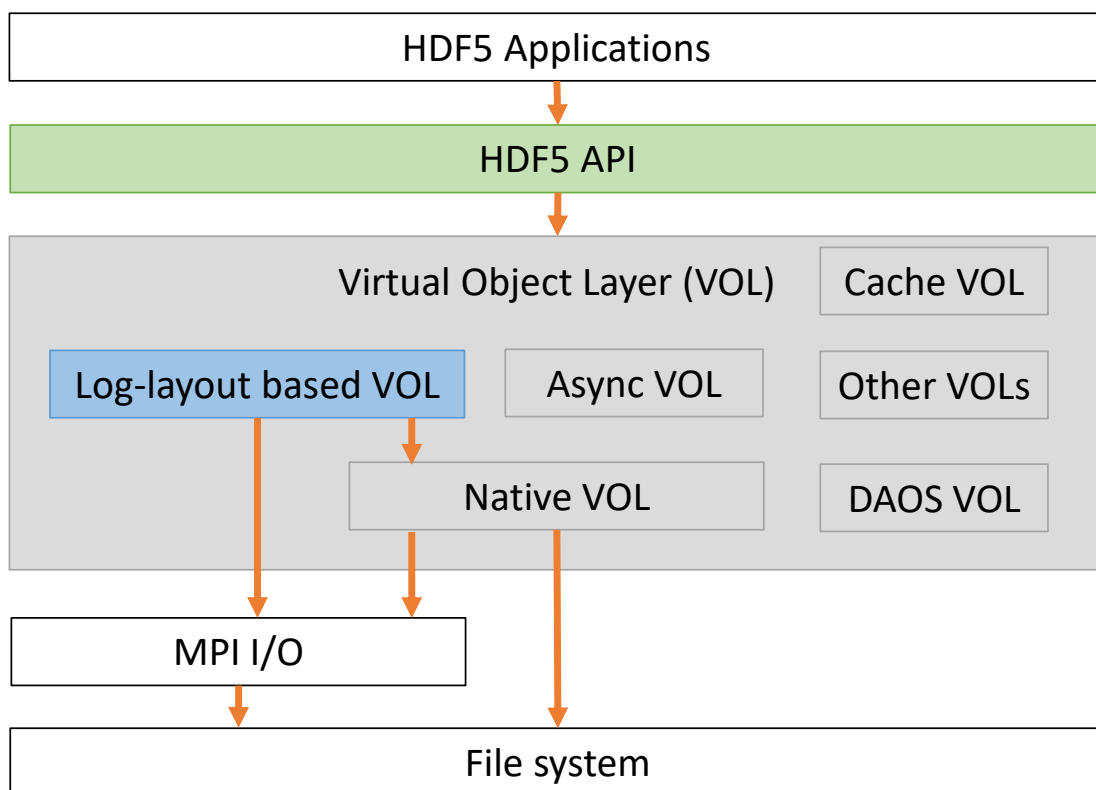 HDF5 Applications
HDF5 API
Virtual Object Layer (VOL)
Cache VOL
Log-layout based VOL
Async VOL
Other VOLs
Native VOL
DAOS VOL
MPI I/O
File system